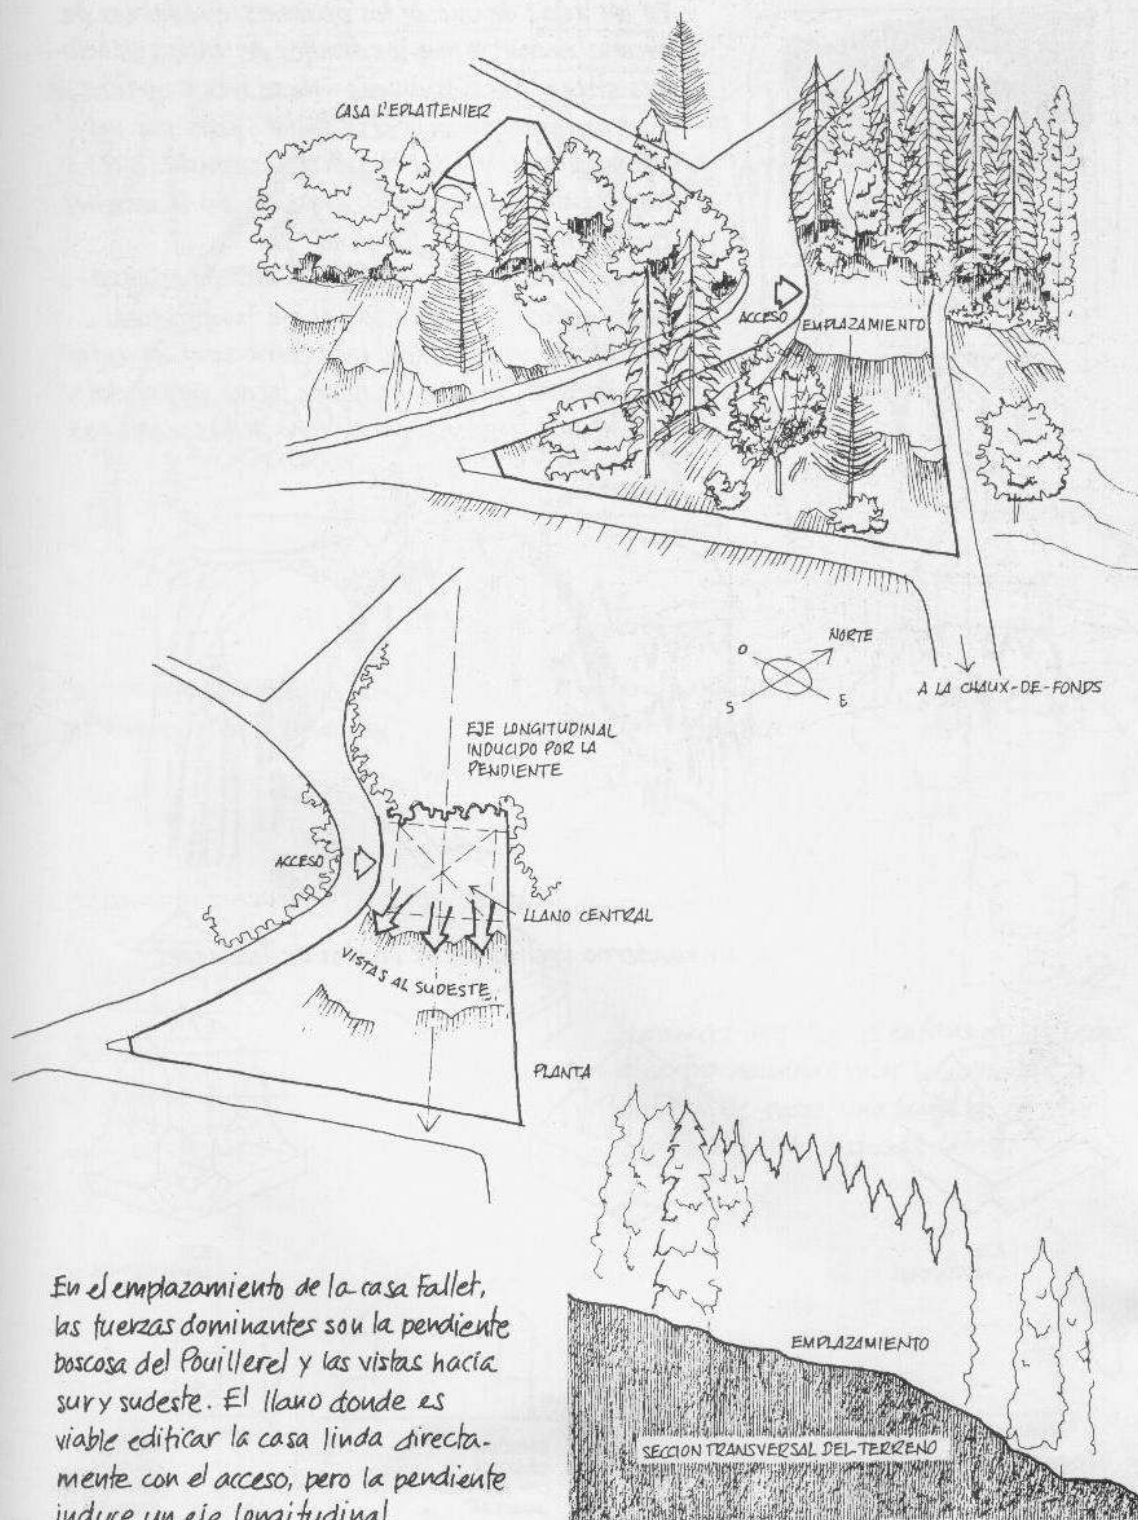 CASA L'EPLATTENIER
ACCESO
EMPLAZAMIENTO
NORTE
O
S
E
A LA CHAUX-DE-FONDS
EJE LONGITUDINAL
INDUCIDO POR LA
PENDIENTE
ACCESO
LLANO CENTRAL
VISTAS AL SUDESTE
PLANTA
EMPLAZAMIENTO
SECCION TRANSVERSAL DEL TERRENO
En el emplazamiento de la casa Fallet,
las fuerzas dominantes son la pendiente
boscosa del Pouillerel y las vistas hacia
sur y sudeste. El llano donde es
viable edificar la casa linda directa-
mente con el acceso, pero la pendiente
induce un eje longitudinal